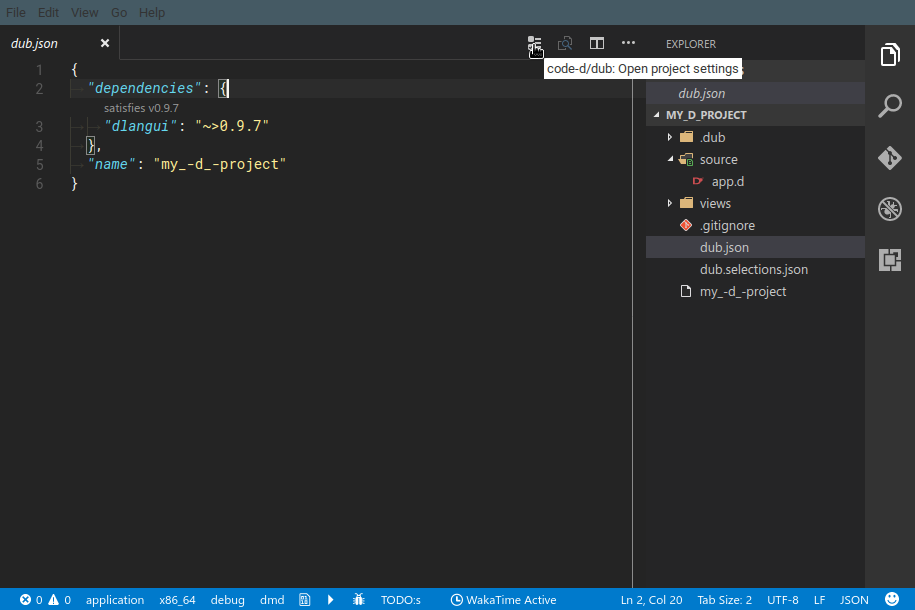 File Edit View Go Help
dub.json
EXPLORER
code-d/dub: Open project settings
dub.json
1 {
2 "dependencies": {
satisfies v0.9.7
3 "dlangui": "~>0.9.7"
4 },
5 "name": "my_-d_-project"
6 }
MY_D_PROJECT
.dub
source
app.d
views
.gitignore
dub.json
dub.selections.json
my_-d_-project
0 0 application x86_64 debug dmd TODO:s WakaTime Active Ln 2, Col 20 Tab Size: 2 UTF-8 LF JSON